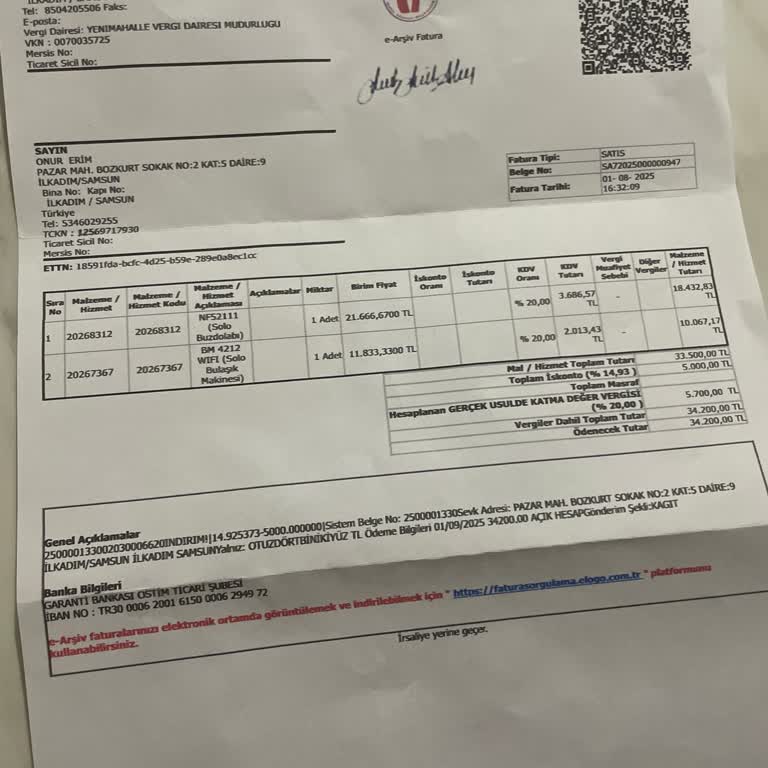 Tel: 8504205506 Faks:
E-posta:
Vergi Dairesi: YENIMAHALLE VERGI DAIRESI MUDURLUGU
VKN : 0070035725
Mersis No:
Ticaret Sicil No:
e-Arşiv Fatura
SAYIN
ONUR ERİM
PAZAR MAH. BOZKURT SOKAK NO:2 KAT:5 DAİRE:9
İLKADIM/SAMSUN
Bina No: Kapı No:
İLKADIM / SAMSUN
Türkiye
Tel: 5346029255
TCKN : 12569717930
Ticaret Sicil No:
Mersis No:
Fatura Tipi: SATIS
Belge No: SA72025000000947
Fatura Tarihi: 01- 08- 2025 16:32:09
ETTN: 18591fda-bcfc-4d25-b59e-289e0a8ec1cc
Sıra No Malzeme / Hizmet Malzeme / Hizmet Kodu Malzeme / Hizmet Açıklaması Açıklamalar Miktar Birim Fiyat İskonto Oranı İskonto Tutarı KDV Oranı KDV Tutarı Vergi Muafiyet Sebebi Diğer Vergiler Malzeme / Hizmet Tutarı
1 20268312 20268312 NF52111 (Solo Buzdolabı) 1 Adet 21.666,6700 TL % 20,00 3.686,57 TL - 18.432,83 TL
2 20267367 20267367 BM 4212 WIFI (Solo Bulaşık Makinesi) 1 Adet 11.833,3300 TL % 20,00 2.013,43 TL - 10.067,17 TL
Mal / Hizmet Toplam Tutarı 33.500,00 TL
Toplam İskonto (% 14,93 ) 5.000,00 TL
Toplam Masraf
Hesaplanan GERÇEK USULDE KATMA DEĞER VERGİSİ (% 20,00 ) 5.700,00 TL
Vergiler Dahil Toplam Tutar 34.200,00 TL
Ödenecek Tutar 34.200,00 TL
Genel Açıklamalar
250000133002030006620INDIRIM!|14.925373-5000.000000|Sistem Belge No: 2500001330Sevk Adresi: PAZAR MAH. BOZKURT SOKAK NO:2 KAT:5 DAİRE:9
İLKADIM/SAMSUN İLKADIM SAMSUNYalnız: OTUZDÖRTBİNİKİYÜZ TL Ödeme Bilgileri 01/09/2025 34200.00 AÇIK HESAPGönderim Şekli:KAGIT
Banka Bilgileri
GARANTİ BANKASI OSTİM TİCARİ ŞUBESİ
İBAN NO : TR30 0006 2001 6150 0006 2949 72
e-Arşiv faturalarınızı elektronik ortamda görüntülemek ve indirilebilmek için " https://faturasorgulama.elogo.com.tr " platformunu
kullanabilirsiniz.
İrsaliye yerine geçer.